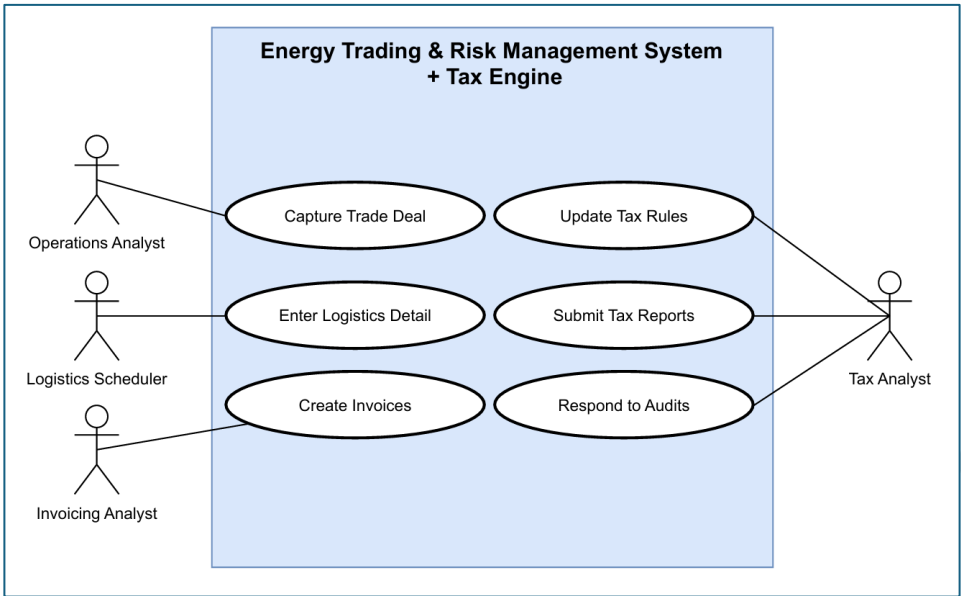 Energy Trading & Risk Management System
+ Tax Engine
Operations Analyst
Capture Trade Deal
Update Tax Rules
Logistics Scheduler
Enter Logistics Detail
Submit Tax Reports
Tax Analyst
Invoicing Analyst
Create Invoices
Respond to Audits